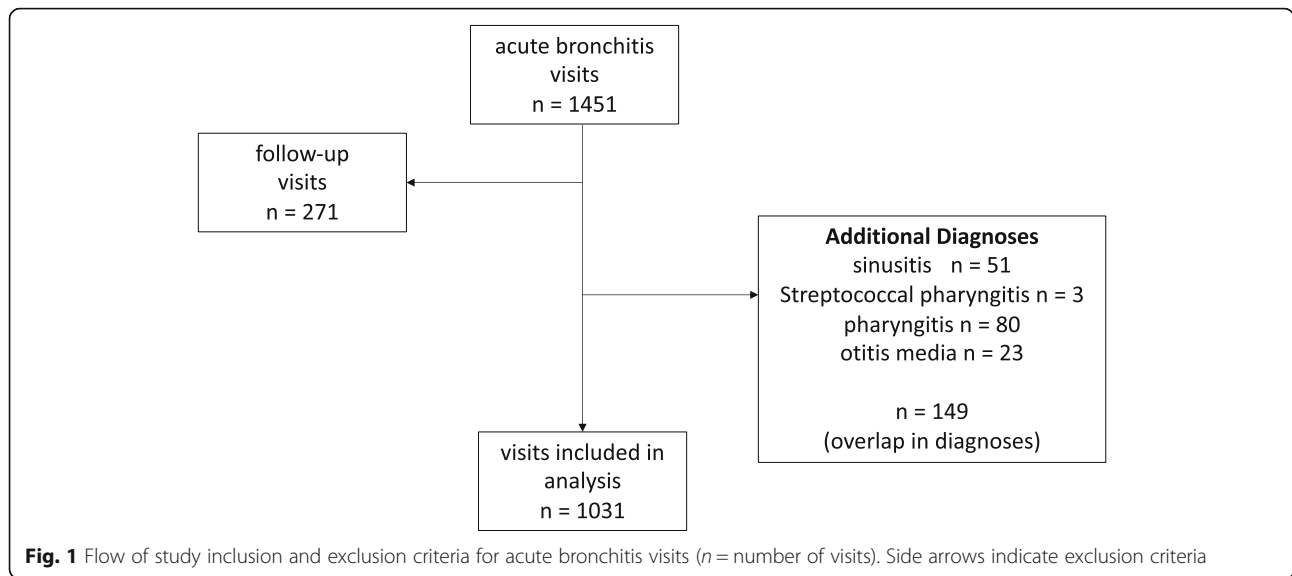 acute bronchitis
visits
n = 1451
follow-up
visits
n = 271
Additional Diagnoses
sinusitis n = 51
Streptococcal pharyngitis n = 3
pharyngitis n = 80
otitis media n = 23
n = 149
(overlap in diagnoses)
visits included in
analysis
n = 1031
Fig. 1 Flow of study inclusion and exclusion criteria for acute bronchitis visits (n = number of visits). Side arrows indicate exclusion criteria